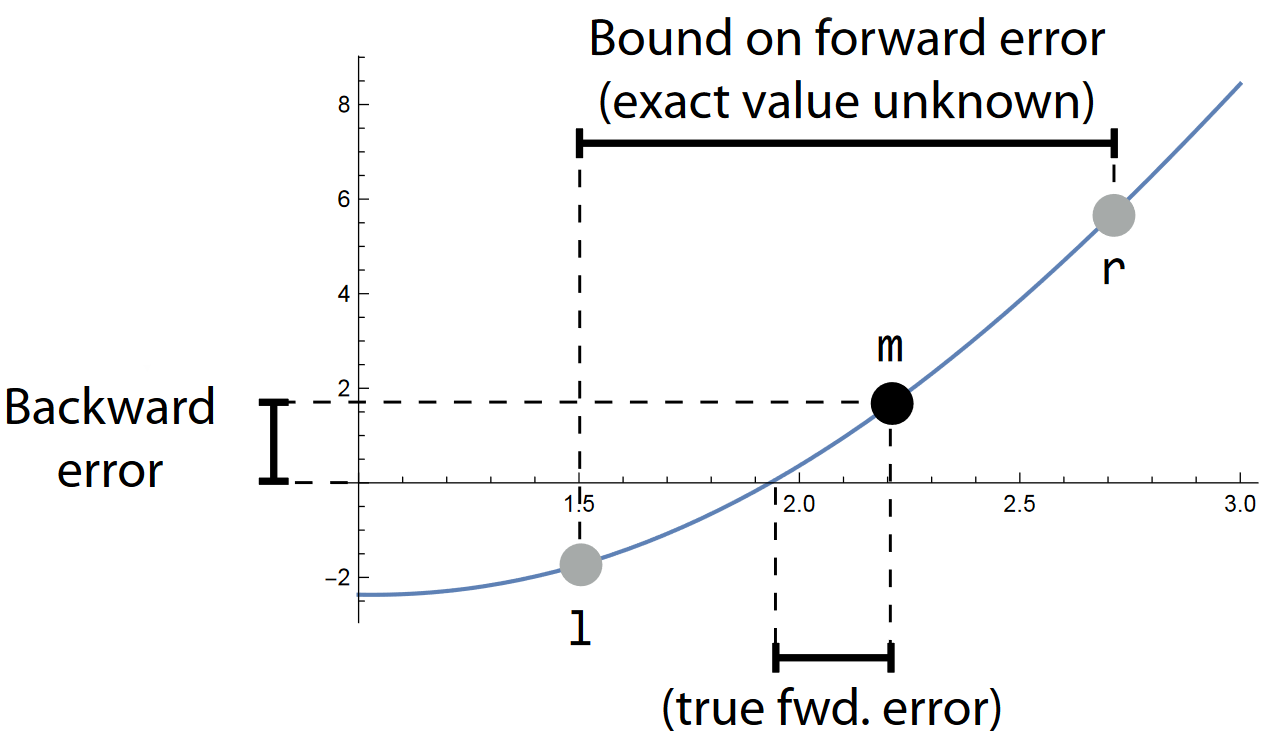 Bound on forward error
(exact value unknown)
8
6
r
4
m
2
Backward
error
1.5
2.0
2.5
3.0
−2
l
(true fwd. error)